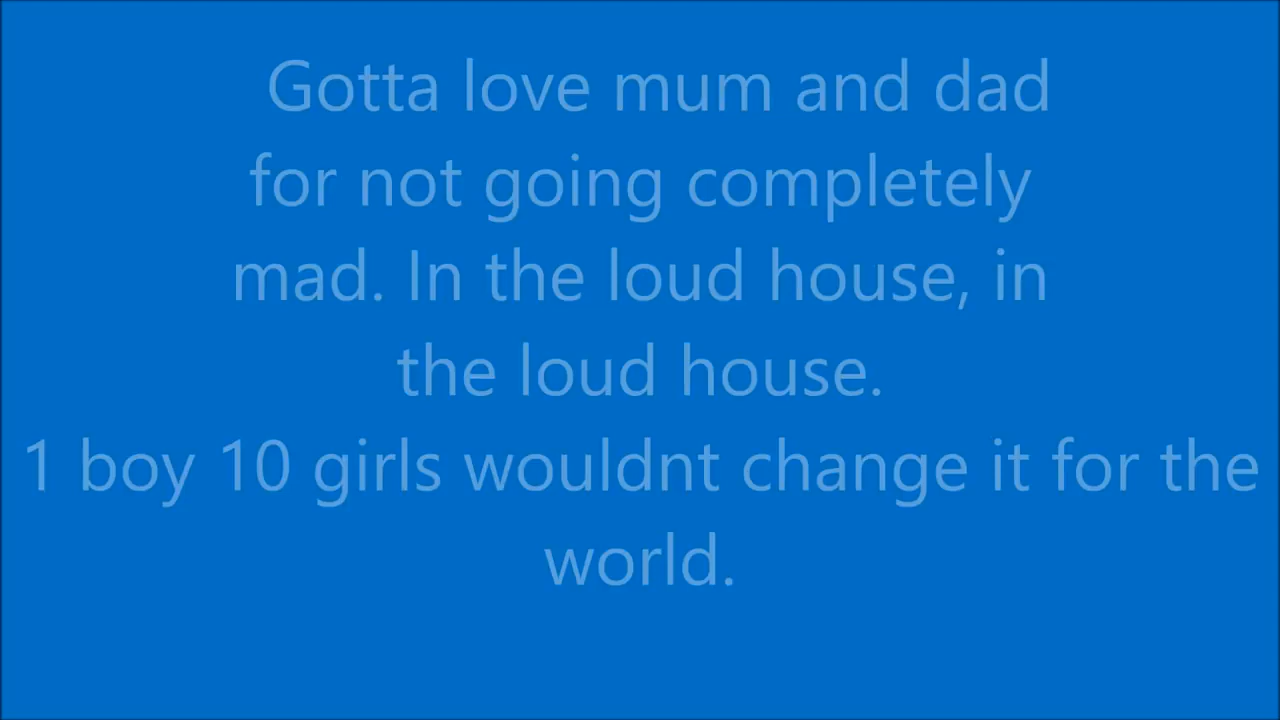 Gotta love mum and dad
for not going completely
mad. In the loud house, in
the loud house.
1 boy 10 girls wouldnt change it for the
world.